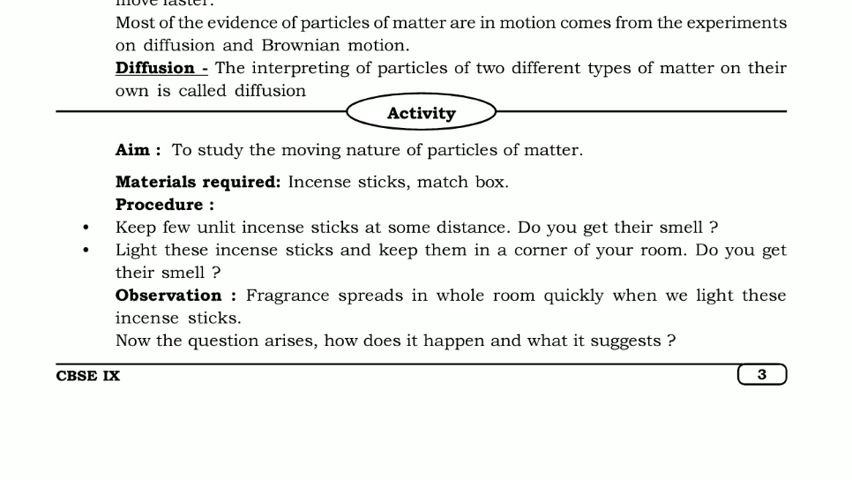 move faster.
Most of the evidence of particles of matter are in motion comes from the experiments
on diffusion and Brownian motion.
Diffusion - The interpreting of particles of two different types of matter on their
own is called diffusion
Activity
Aim : To study the moving nature of particles of matter.
Materials required: Incense sticks, match box.
Procedure :
• Keep few unlit incense sticks at some distance. Do you get their smell ?
• Light these incense sticks and keep them in a corner of your room. Do you get
their smell ?
Observation : Fragrance spreads in whole room quickly when we light these
incense sticks.
Now the question arises, how does it happen and what it suggests ?
CBSE IX
3